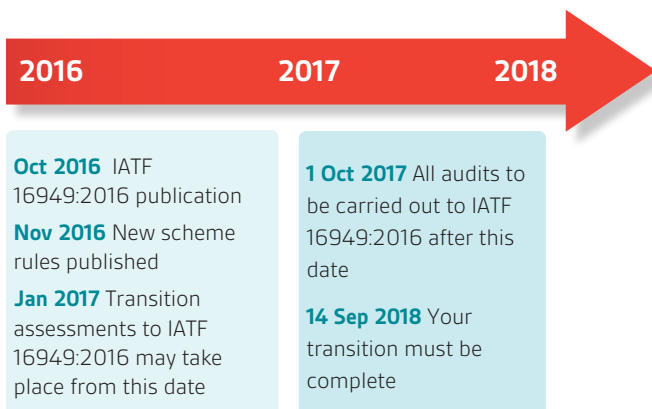 2016 2017 2018
Oct 2016 IATF
16949:2016 publication
Nov 2016 New scheme
rules published
Jan 2017 Transition
assessments to IATF
16949:2016 may take
place from this date
1 Oct 2017 All audits to
be carried out to IATF
16949:2016 after this
date
14 Sep 2018 Your
transition must be
complete